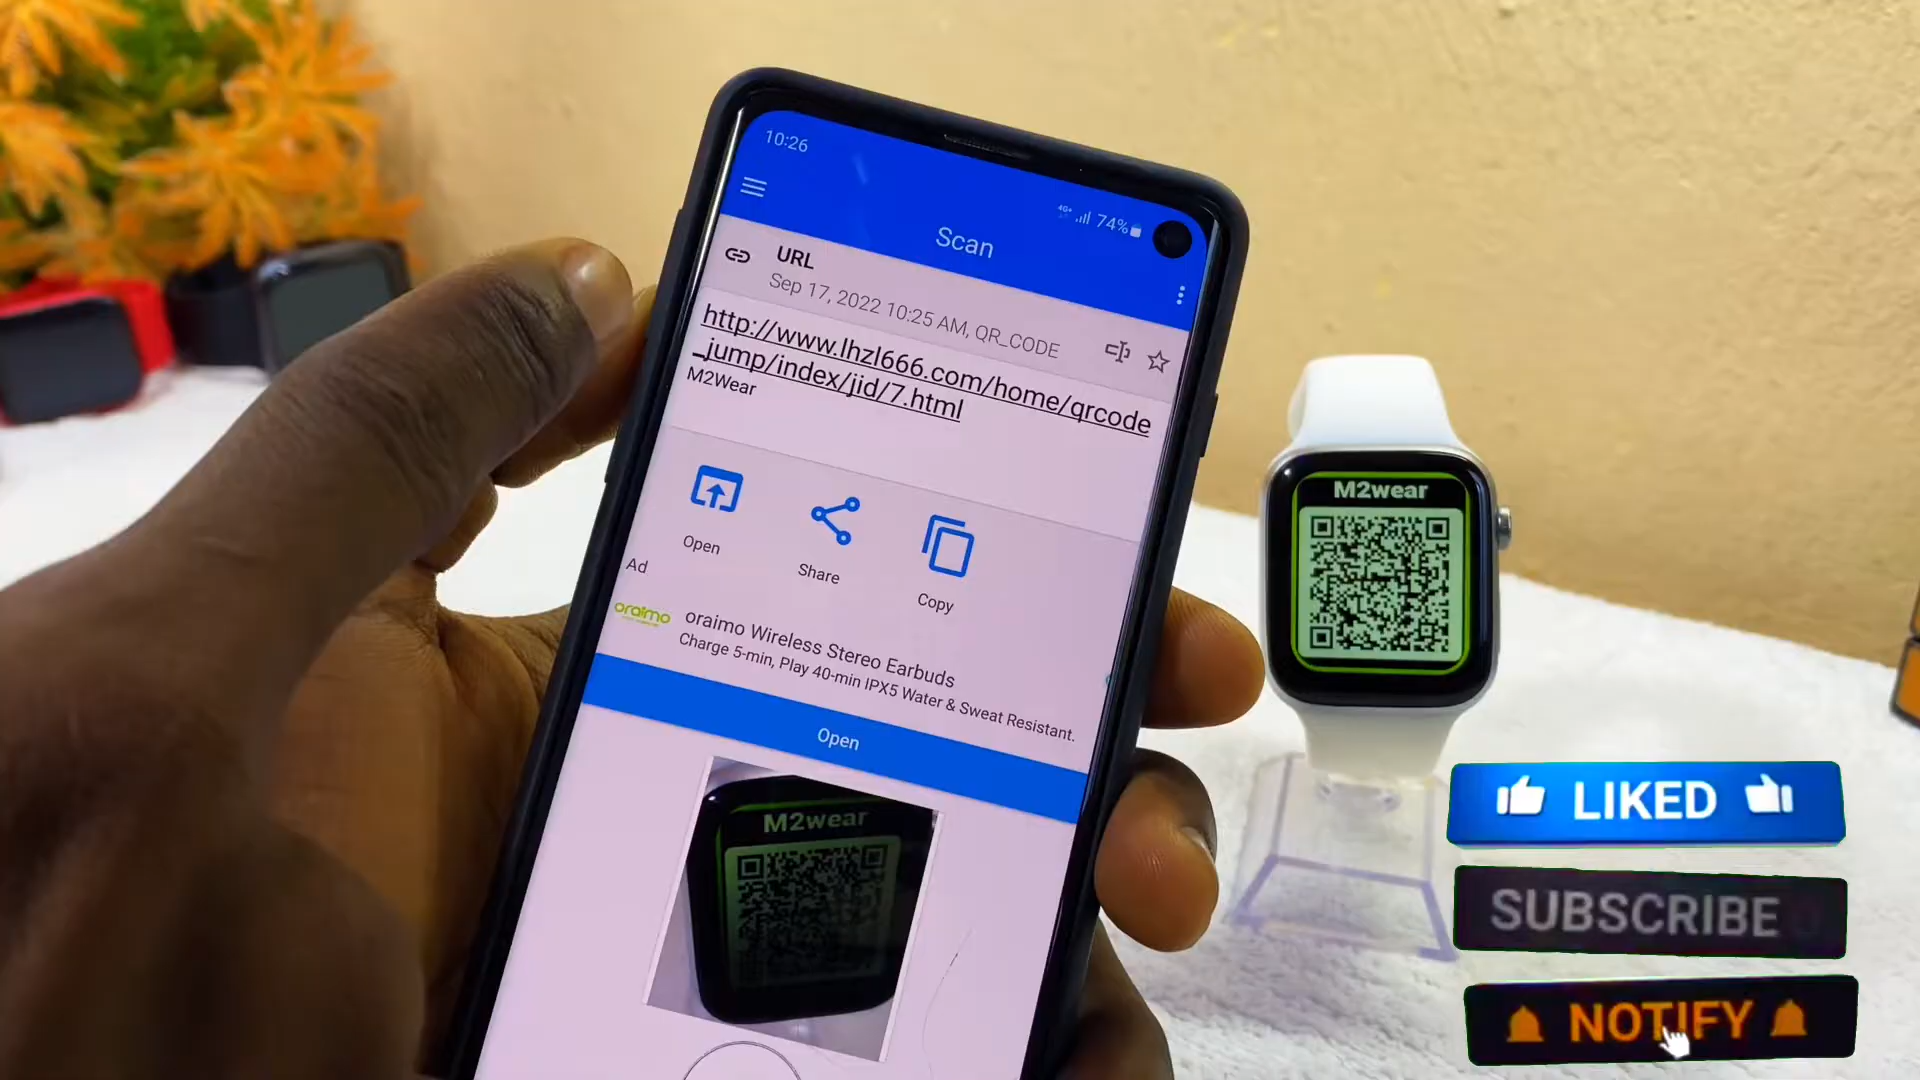 10:26
4G+ 74%
Scan
URL
Sep 17, 2022 10:25 AM, QR_CODE
http://www.lhzl666.com/home/qrcode
_jump/index/jid/7.html
M2Wear
Open
Share
Copy
Ad
oraimo
oraimo Wireless Stereo Earbuds
Charge 5-min, Play 40-min IPX5 Water & Sweat Resistant.
Open
M2wear
M2wear
LIKED
SUBSCRIBE
NOTIFY